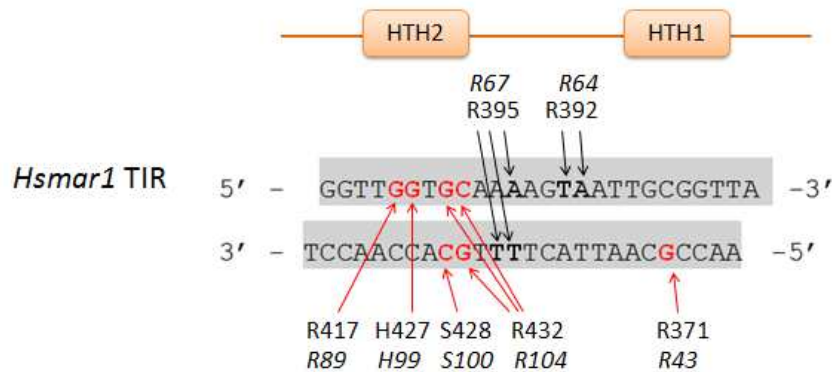 HTH2 HTH1
R67 R64
R395 R392
Hsmar1 TIR 5′ – GGTTGGTGCAAAAGTAATTGCGGTTA –3′
3′ – TCCAACCACGTTTTCATTAACGCCAA –5′
R417 H427 S428 R432 R371
R89 H99 S100 R104 R43